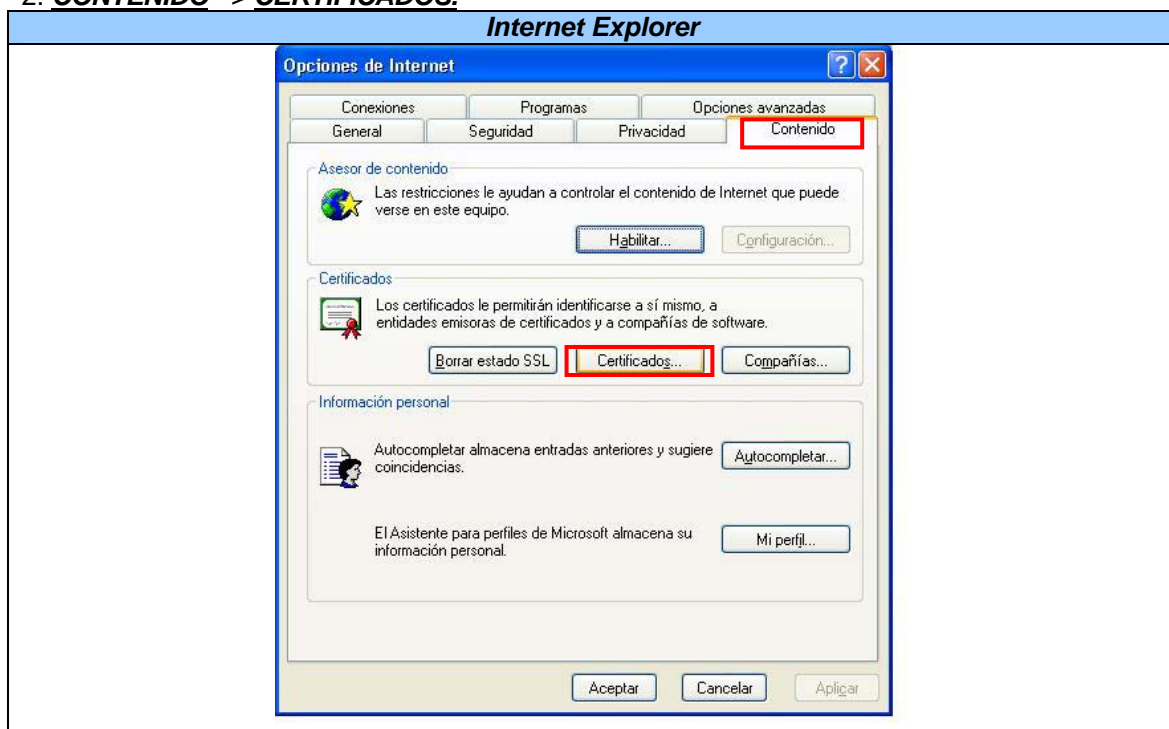 2. CONTENIDO -> CERTIFICADOS.
Internet Explorer
Opciones de Internet
Conexiones Programas Opciones avanzadas
General Seguridad Privacidad Contenido
Asesor de contenido
Las restricciones le ayudan a controlar el contenido de Internet que puede
verse en este equipo.
Habilitar... Configuración...
Certificados
Los certificados le permitirán identificarse a sí mismo, a
entidades emisoras de certificados y a compañías de software.
Borrar estado SSL Certificados... Compañías...
Información personal
Autocompletar almacena entradas anteriores y sugiere
coincidencias.
Autocompletar...
El Asistente para perfiles de Microsoft almacena su
información personal.
Mi perfil...
Aceptar Cancelar Aplicar